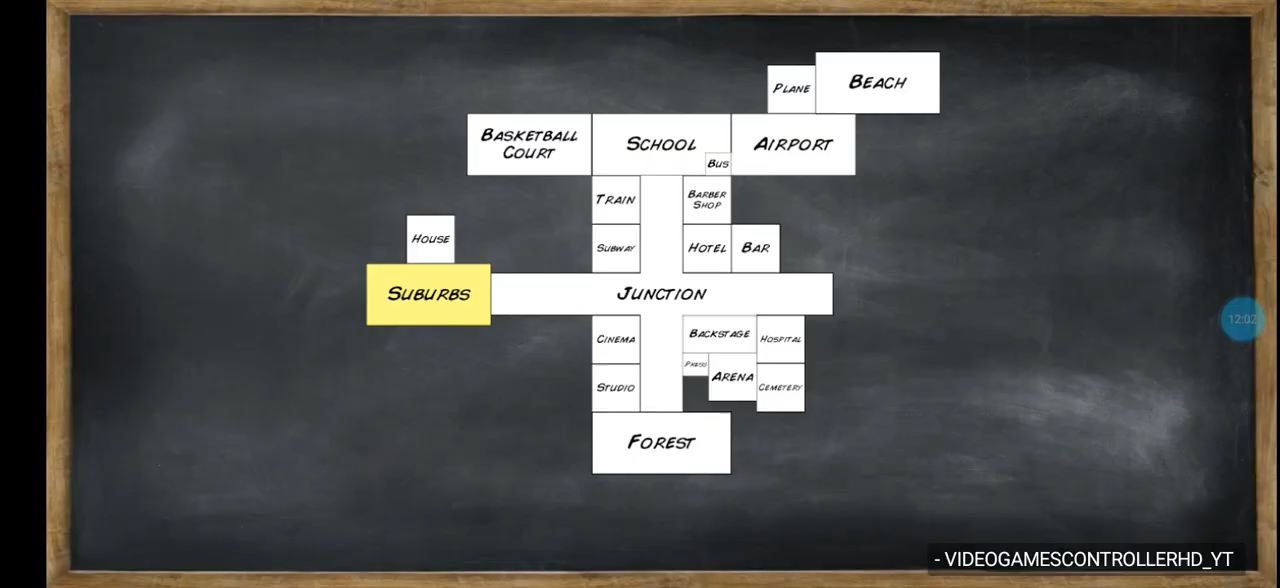 PLANE
BEACH
BASKETBALL
COURT
SCHOOL
BUS
AIRPORT
TRAIN
BARBER
SHOP
HOUSE
SUBWAY
HOTEL
BAR
SUBURBS
JUNCTION
CINEMA
BACKSTAGE
HOSPITAL
PRESS
STUDIO
ARENA
CEMETERY
FOREST
12:02
- VIDEOGAMESCONTROLLERHD_YT